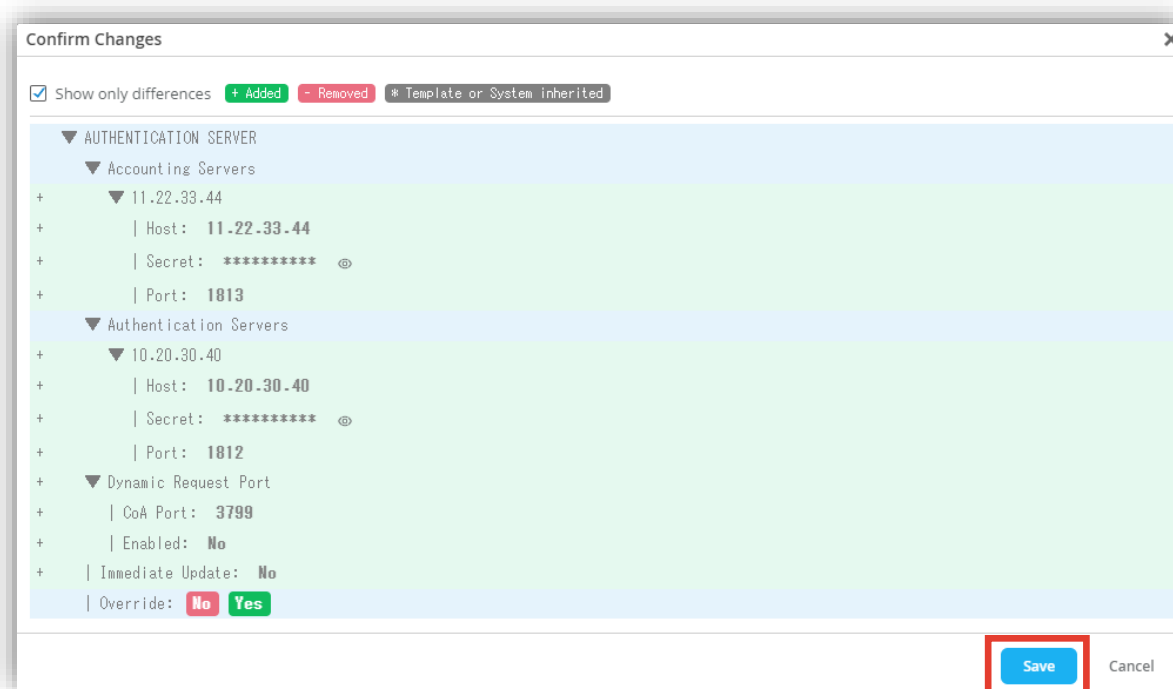 Confirm Changes
Show only differences + Added - Removed * Template or System inherited
▼ AUTHENTICATION SERVER
▼ Accounting Servers
+ ▼ 11.22.33.44
+ | Host: 11.22.33.44
+ | Secret: **********
+ | Port: 1813
▼ Authentication Servers
+ ▼ 10.20.30.40
+ | Host: 10.20.30.40
+ | Secret: **********
+ | Port: 1812
+ ▼ Dynamic Request Port
+ | CoA Port: 3799
+ | Enabled: No
+ | Immediate Update: No
| Override: No Yes
Save Cancel